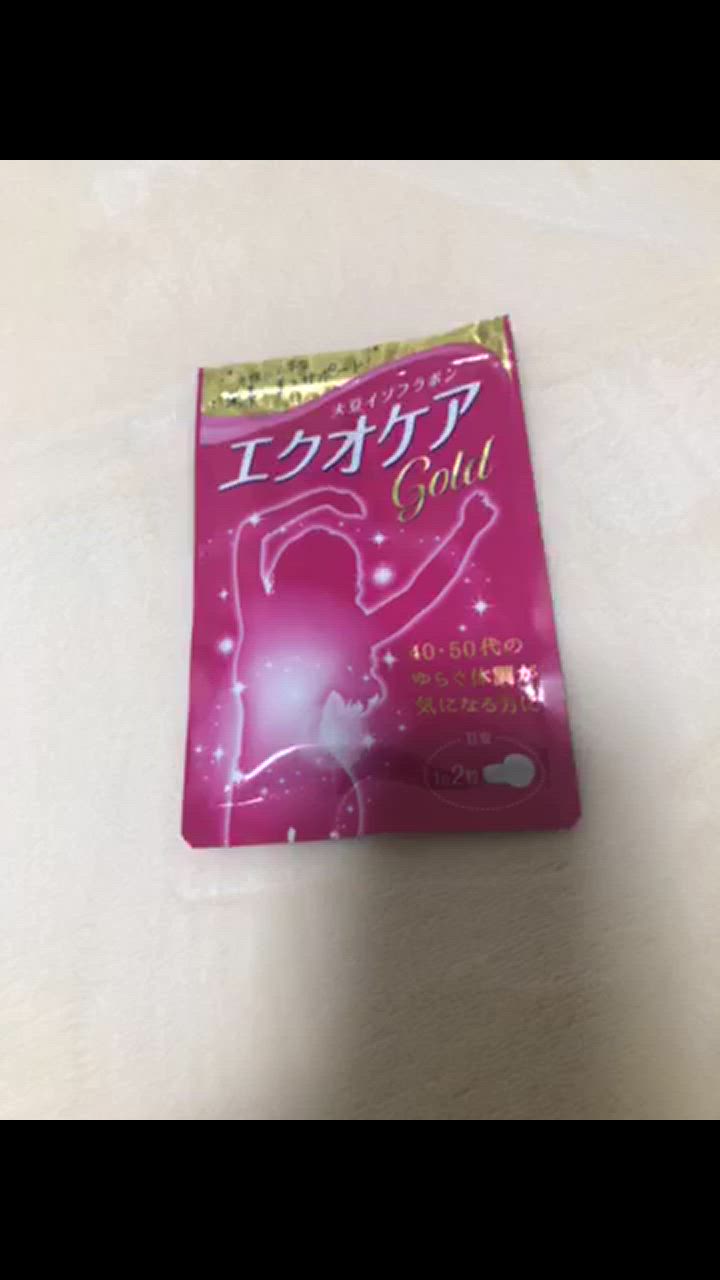 大豆イソフラボン
エクオケア
Gold
40・50代の
ゆらぐ体調が
気になる方に
目安
1日2粒